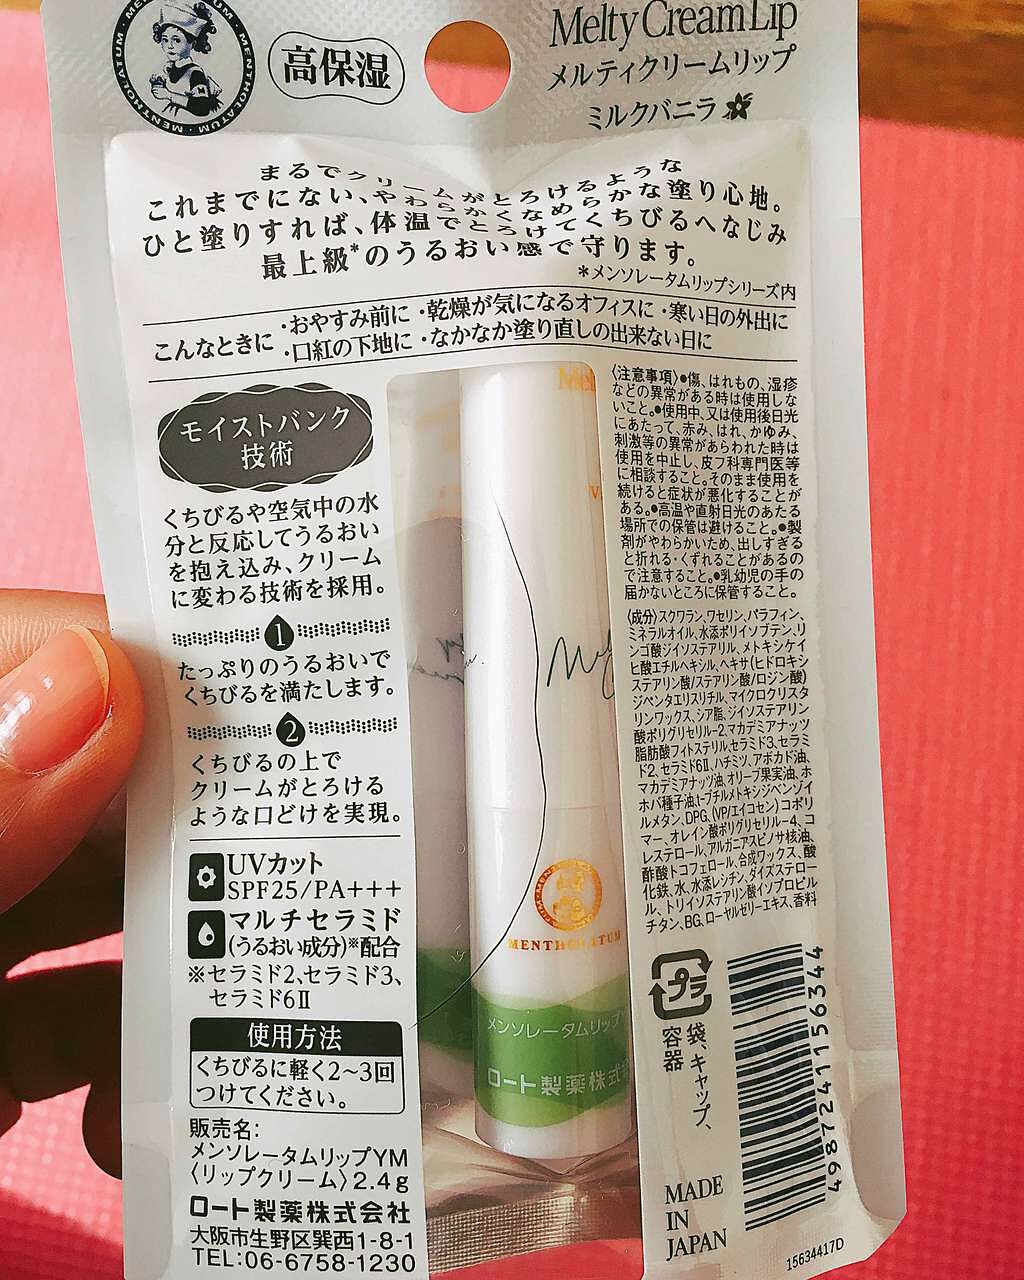 MENTHOLATUM
MENTHOLATUM
高保湿
Melty Cream Lip
メルティクリームリップ
ミルクバニラ
まるでクリームがとろけるような
これまでにない、やわらかくなめらかな塗り心地。
ひと塗りすれば、体温でとろけてくちびるへなじみ
最上級*のうるおい感で守ります。
*メンソレータムリップシリーズ内
こんなときに
・おやすみ前に ・乾燥が気になるオフィスに ・寒い日の外出に
・口紅の下地に ・なかなか塗り直しの出来ない日に
モイストバンク
技術
くちびるや空気中の水
分と反応してうるおい
を抱え込み、クリーム
に変わる技術を採用。
1
たっぷりのうるおいで
くちびるを満たします。
2
くちびるの上で
クリームがとろける
ような口どけを実現。
UVカット
SPF25/PA+++
マルチセラミド
(うるおい成分)※配合
※セラミド2、セラミド3、
セラミド6Ⅱ
使用方法
くちびるに軽く2〜3回
つけてください。
販売名:
メンソレータムリップYM
〈リップクリーム〉2.4g
ロート製薬株式会社
大阪市生野区巽西1-8-1
TEL:06-6758-1230
MENTHOLATUM
メンソレータムリップ
ロート製薬株式
〈注意事項〉●傷、はれもの、湿疹
などの異常がある時は使用しな
いこと。●使用中、又は使用後日光
にあたって、赤み、はれ、かゆみ、
刺激等の異常があらわれた時は
使用を中止し、皮フ科専門医等
に相談すること。そのまま使用を
続けると症状が悪化することが
ある。●高温や直射日光のあたる
場所での保管は避けること。●製
剤がやわらかいため、出しすぎる
と折れる・くずれることがあるの
で注意すること。●乳幼児の手の
届かないところに保管すること。
〈成分〉スクワラン、ワセリン、パラフィン、
ミネラルオイル、水添ポリイソブテン、リ
ンゴ酸ジイソステアリル、メトキシケイ
ヒ酸エチルヘキシル、ヘキサ(ヒドロキシ
ステアリン酸/ステアリン酸/ロジン酸)
ジペンタエリスリチル、マイクロクリスタ
リンワックス、シア脂、ジイソステアリン
酸ポリグリセリル-2、マカデミアナッツ
脂肪酸フィトステリル、セラミド3、セラミ
ド2、セラミド6Ⅱ、ハチミツ、アボカド油、
マカデミアナッツ油、オリーブ果実油、ホ
ホバ種子油、t-ブチルメトキシジベンゾイ
ルメタン、DPG、(VP/エイコセン)コポリ
マー、オレイン酸ポリグリセリル-4、コ
レステロール、アルガニアスピノサ核油、
酢酸トコフェロール、合成ワックス、酸
化鉄、水、水添レシチン、ダイズステロー
ル、トリイソステアリン酸イソプロピル
チタン、BG、ローヤルゼリーエキス、香料
プラ
袋、キャップ、
容器
4987241156344
MADE
IN
JAPAN
15634417D